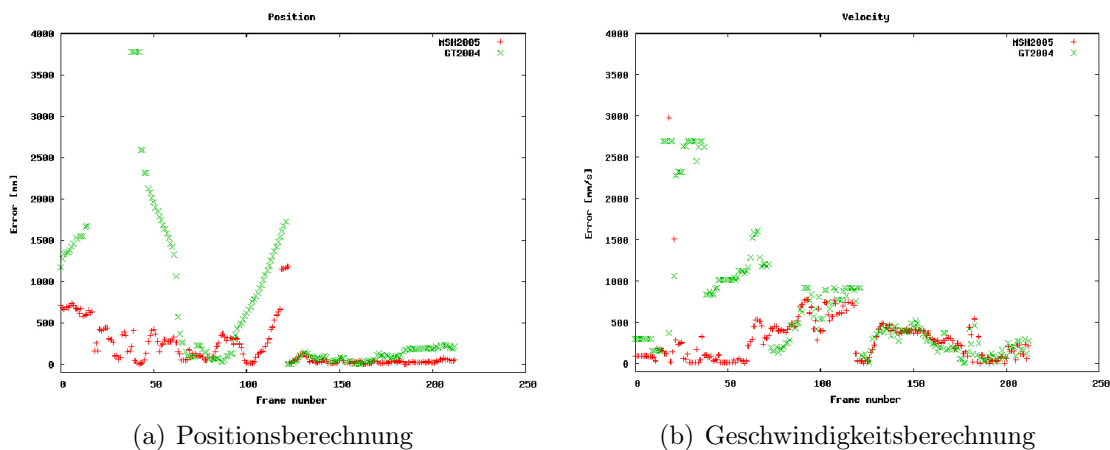 Position
4000
3500
3000
2500
2000
1500
1000
500
0
0
50
100
150
200
250
Error [mm]
Frame number
MSH2005
GT2004
(a) Positionsberechnung
Velocity
4000
3500
3000
2500
2000
1500
1000
500
0
0
50
100
150
200
250
Error [mm/s]
Frame number
MSH2005
GT2004
(b) Geschwindigkeitsberechnung